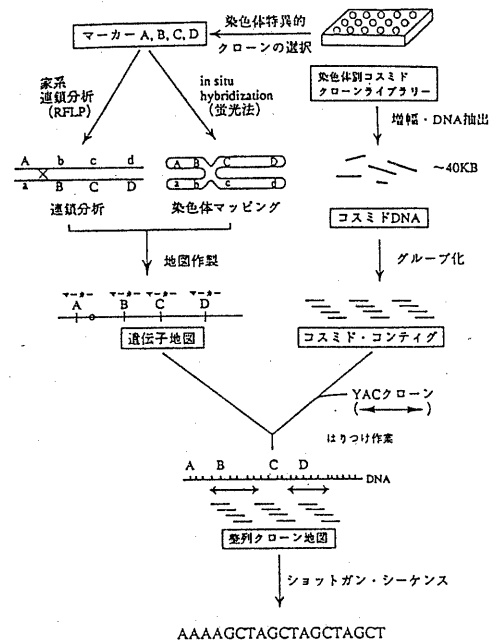 マーカー A, B, C, D
染色体特異的
クローンの選択
染色体別コスミド
クローンライブラリー
家系
連鎖分析
(RFLP)
in situ
hybridization
(蛍光法)
増幅・DNA抽出
~40KB
コスミドDNA
A b c d
a B C D
連鎖分析
A B C D
a b c d
染色体マッピング
地図作製
グループ化
マーカー マーカー マーカー マーカー
A B C D
遺伝子地図
コスミド・コンティグ
YACクローン
( )
はりつけ作業
A B C D
DNA
整列クローン地図
ショットガン・シーケンス
AAAAGCTAGCTAGCTAGCT